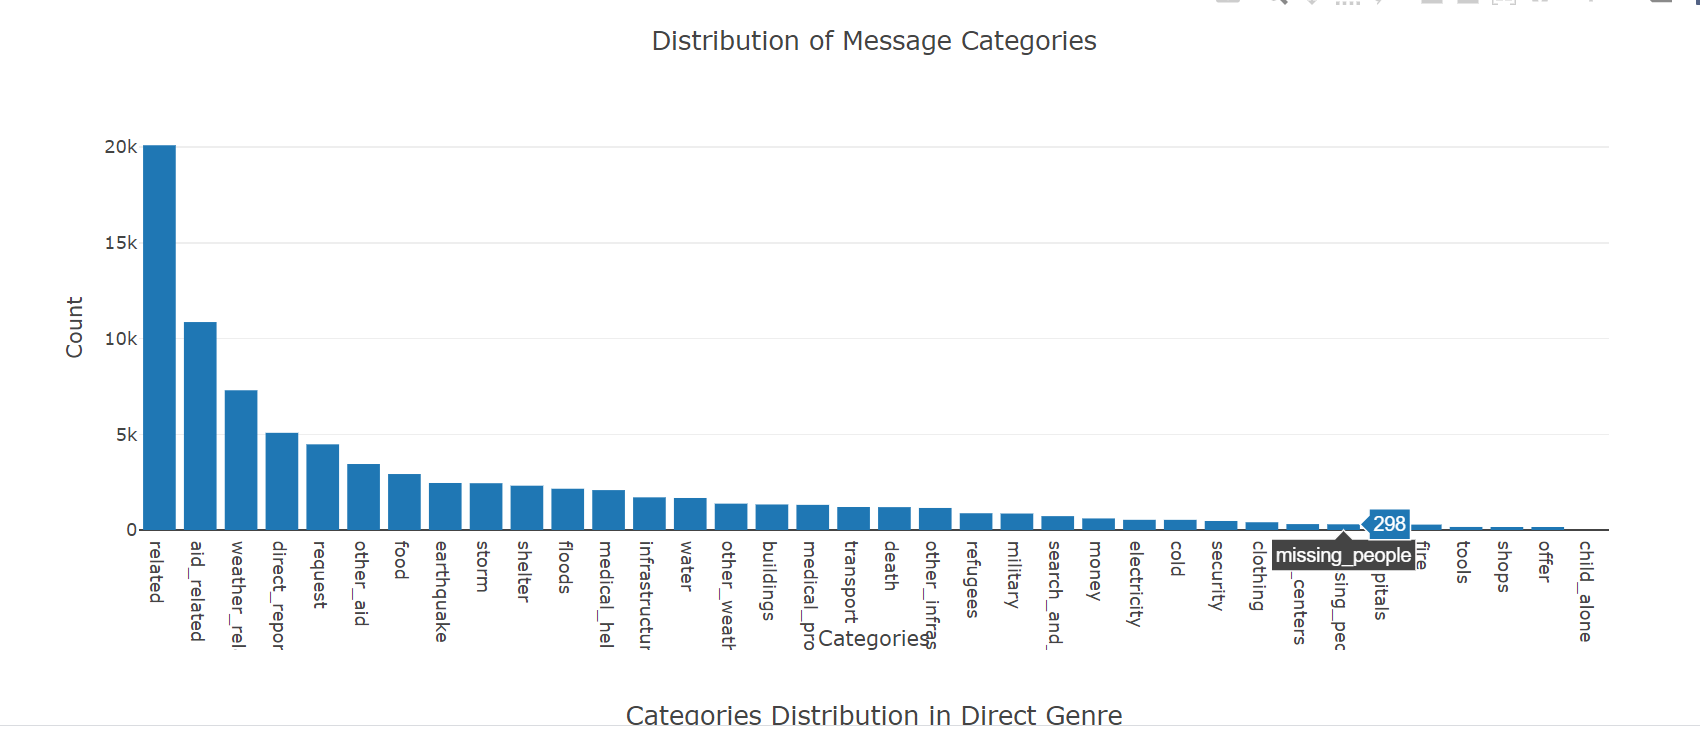 Distribution of Message Categories
20k
15k
10k
5k
0
Count
related
aid_related
weather_rel
direct_repor
request
other_aid
food
earthquake
storm
shelter
floods
medical_hel
infrastructur
water
other_weath
buildings
medical_pro
transport
death
other_infras
refugees
military
search_and_
money
electricity
cold
security
clothing
_centers
sing_peo
pitals
fire
tools
shops
offer
child_alone
298
missing_people
Categories
Categories Distribution in Direct Genre